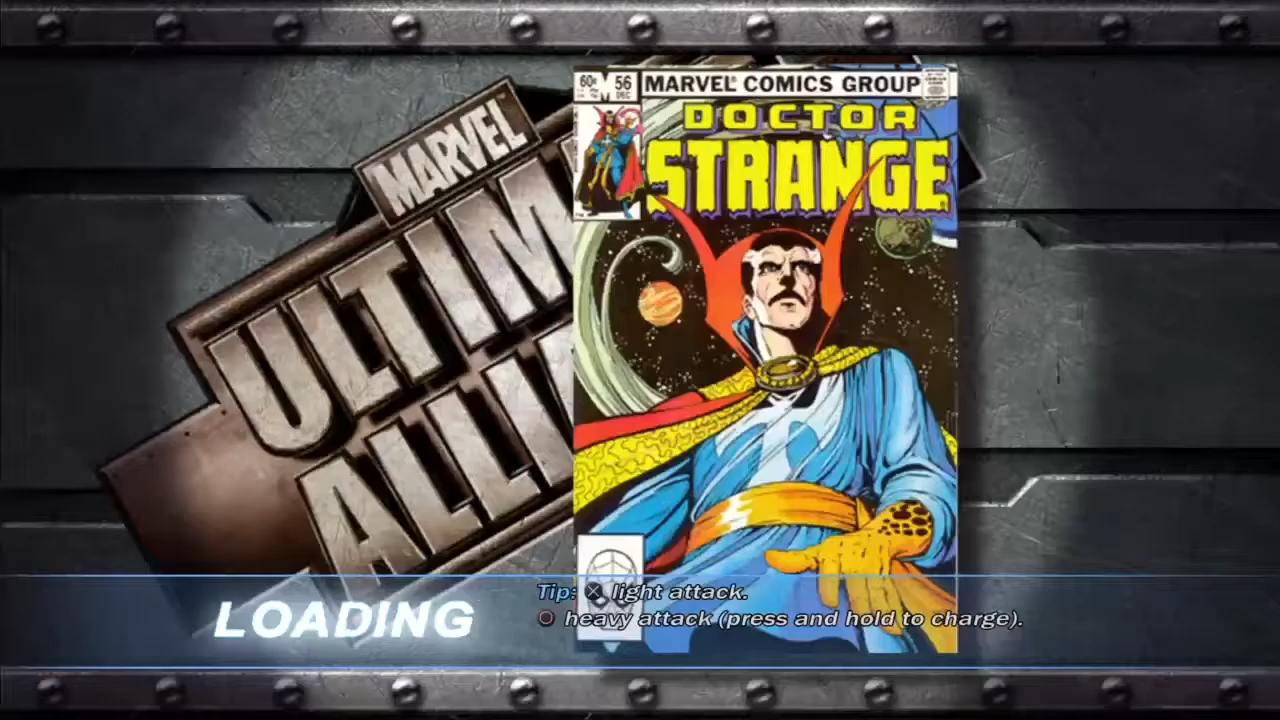 60¢
56
DEC
MARVEL® COMICS GROUP
DOCTOR
STRANGE
MARVEL
ULTIM
ALLI
Tip: ⊗ light attack.
LOADING
◎ heavy attack (press and hold to charge).